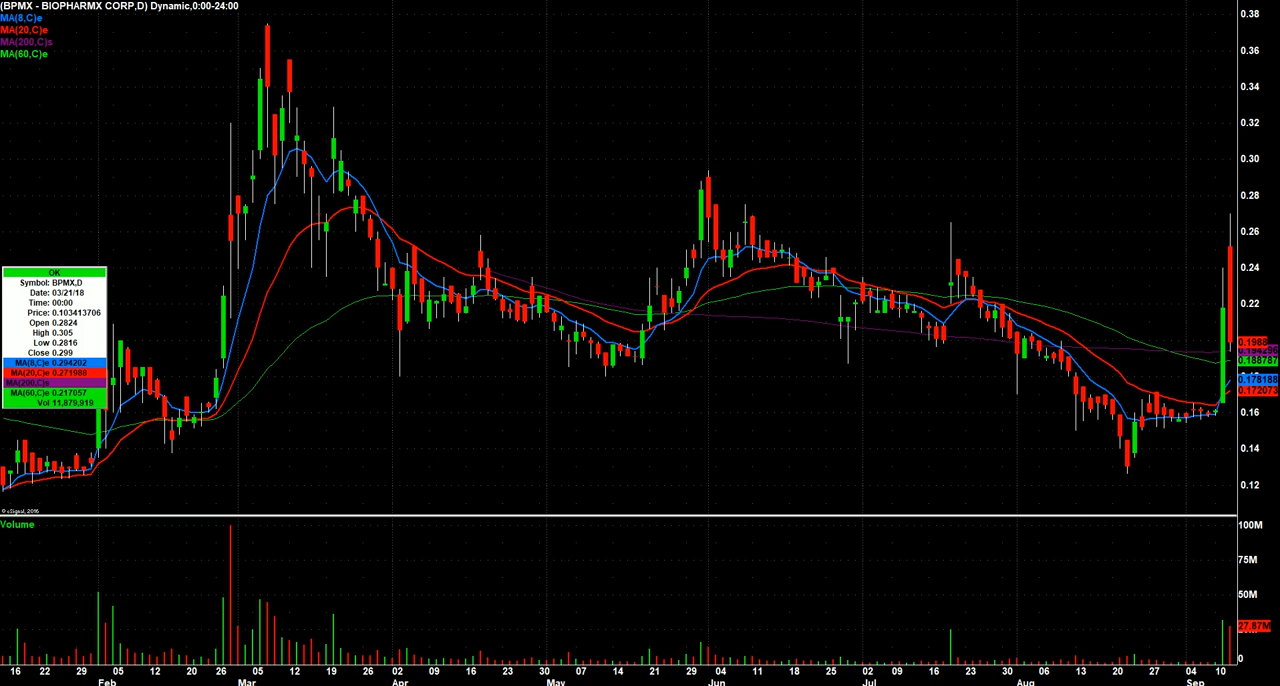 (BPMX - BIOPHARMX CORP,D) Dynamic,0:00-24:00
MA(8,C)e
MA(20,C)e
MA(200,C)s
MA(60,C)e
0.38
0.36
0.34
0.32
0.30
0.28
0.26
0.24
0.22
0.1988
0.188787
0.178188
0.172073
0.16
0.14
0.12
OK
Symbol: BPMX,D
Date: 03/21/18
Time: 00:00
Price: 0.103413706
Open 0.2824
High 0.305
Low 0.2816
Close 0.299
MA(8,C)e 0.294202
MA(20,C)e 0.271988
MA(200,C)s
MA(60,C)e 0.217057
Vol 11,879,919
© eSignal, 2016
Volume
100M
75M
50M
27.87M
0
16 22 29 05 12 20 26 05 12 19 26 02 09 16 23 30 07 14 21 29 04 11 18 25 02 09 16 23 30 06 13 20 27 04 10
Feb Mar Apr May Jun Jul Aug Sep